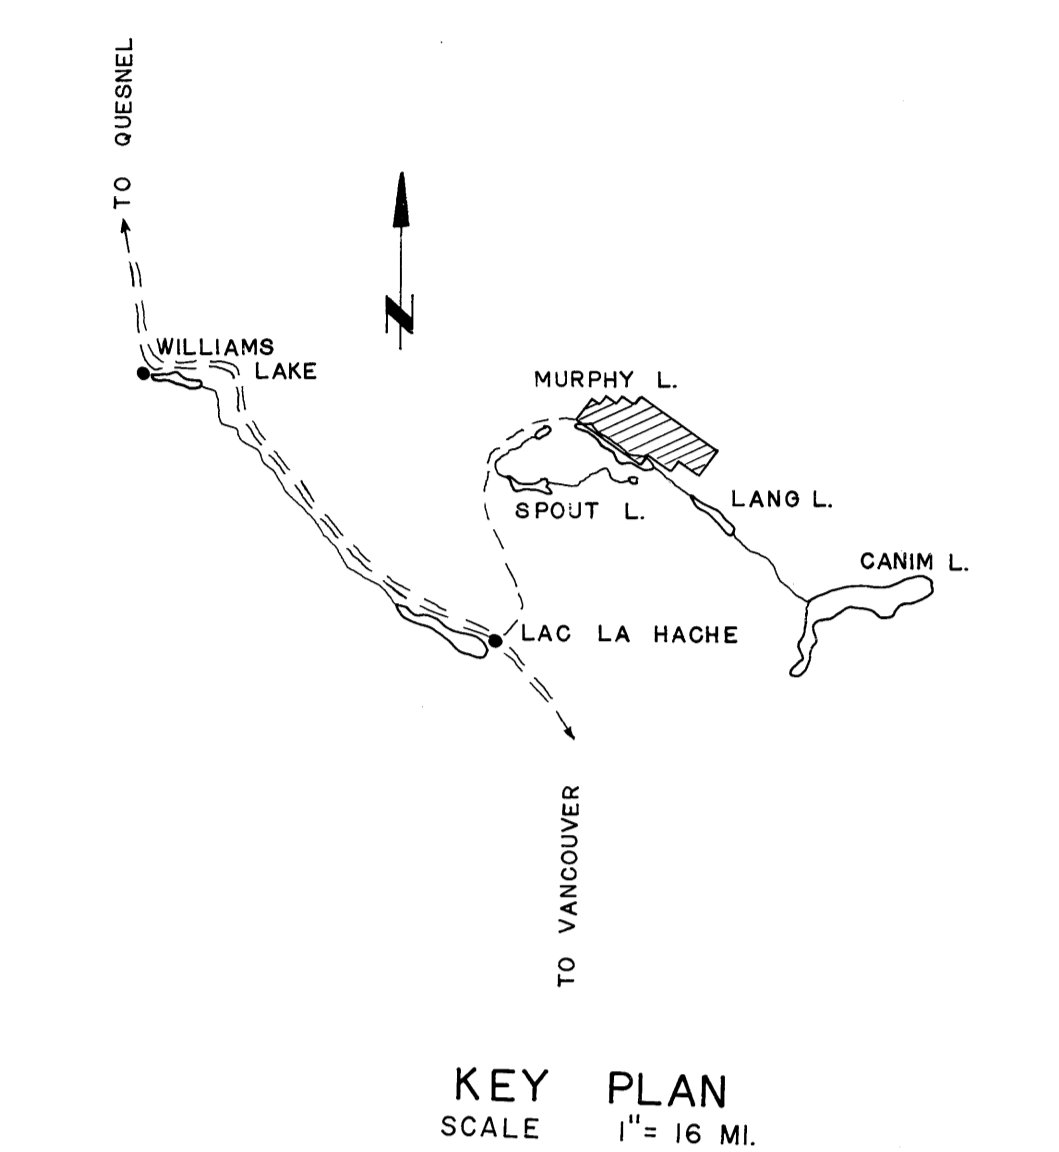 TO QUESNEL
N
WILLIAMS
LAKE
MURPHY L.
SPOUT L.
LANG L.
CANIM L.
LAC LA HACHE
TO VANCOUVER
KEY PLAN
SCALE 1"= 16 MI.